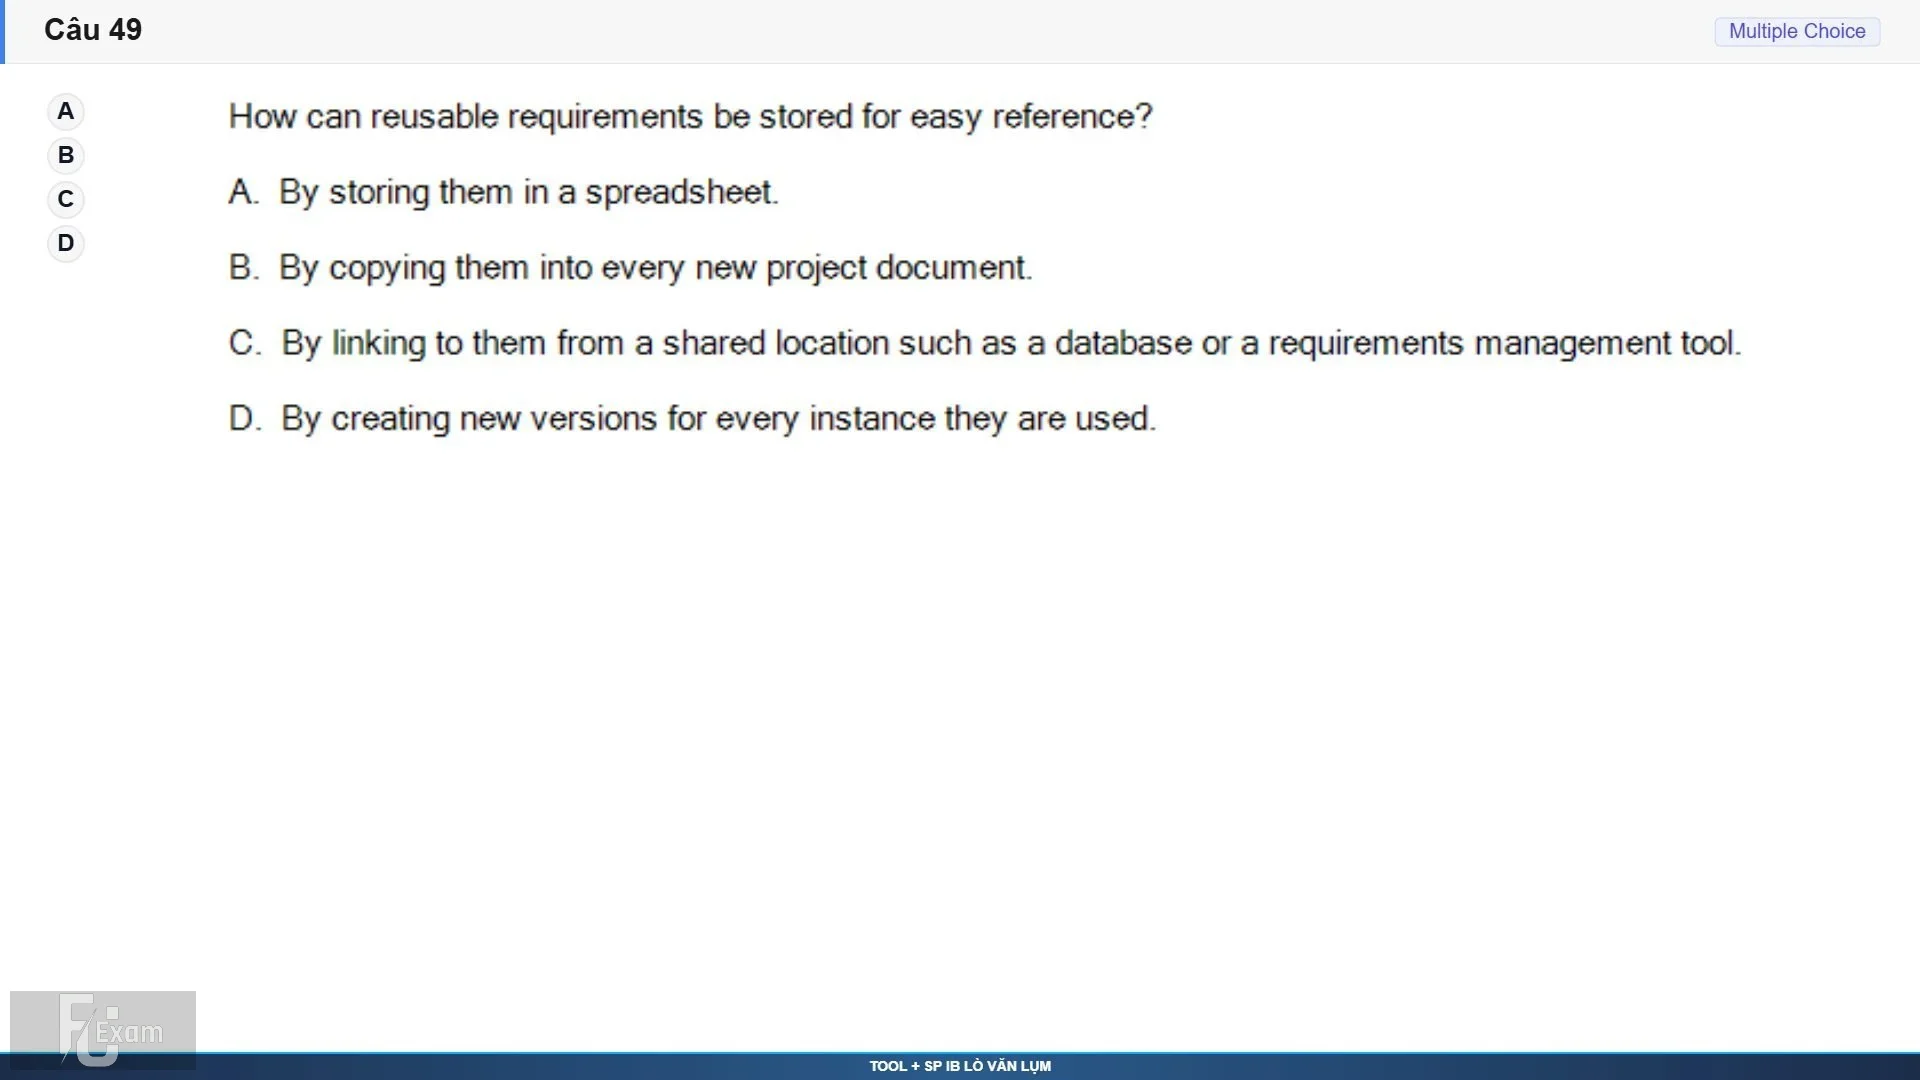 Câu 49
Multiple Choice
A
B
C
D
How can reusable requirements be stored for easy reference?
A. By storing them in a spreadsheet.
B. By copying them into every new project document.
C. By linking to them from a shared location such as a database or a requirements management tool.
D. By creating new versions for every instance they are used.
FU Exam
TOOL + SP IB LÒ VĂN LỤM